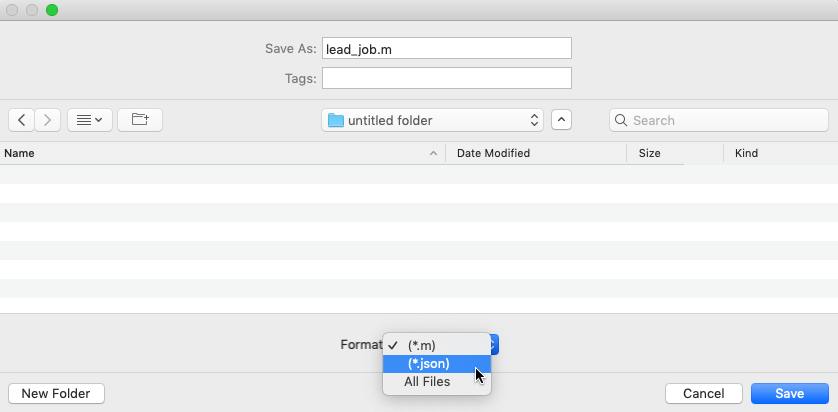 Save As: lead_job.m
Tags:
untitled folder Search
Name Date Modified Size Kind
Format ✓ (*.m)
(*.json)
All Files
New Folder Cancel Save